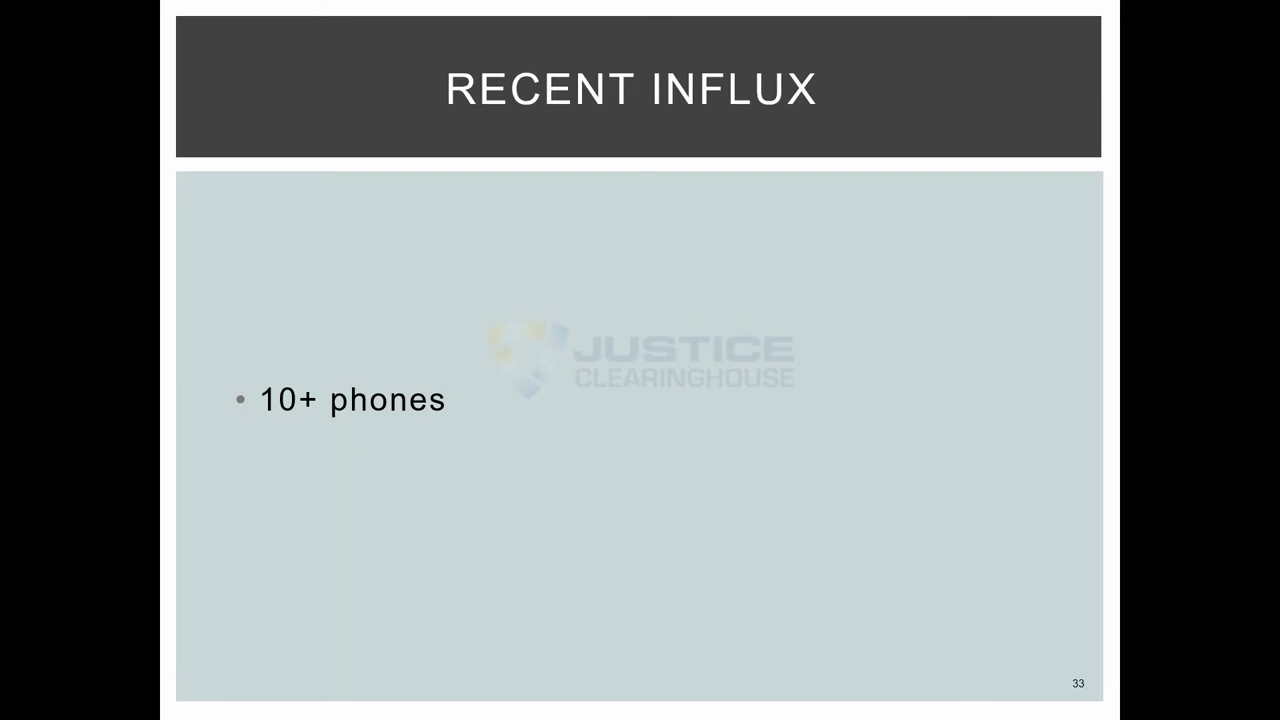 RECENT INFLUX
JUSTICE
CLEARINGHOUSE
• 10+ phones
33